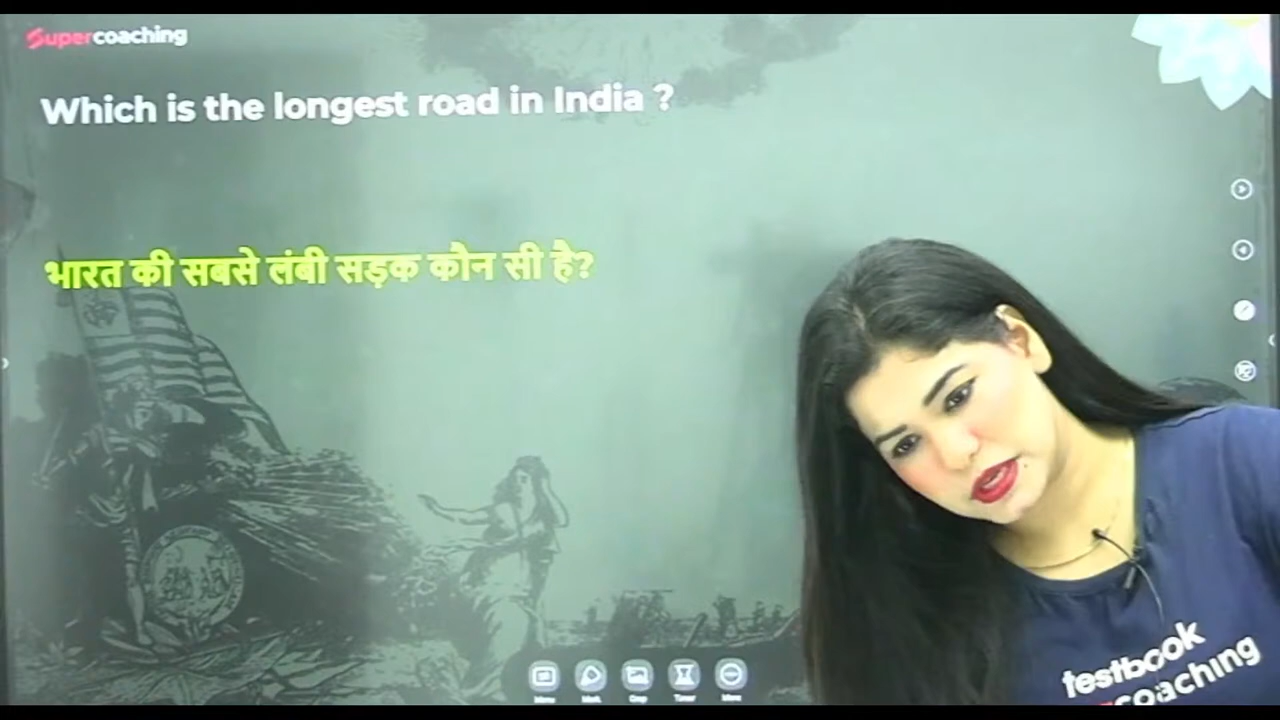 Supercoaching
Which is the longest road in India ?
भारत की सबसे लंबी सड़क कौन सी है?
testbook
coaching